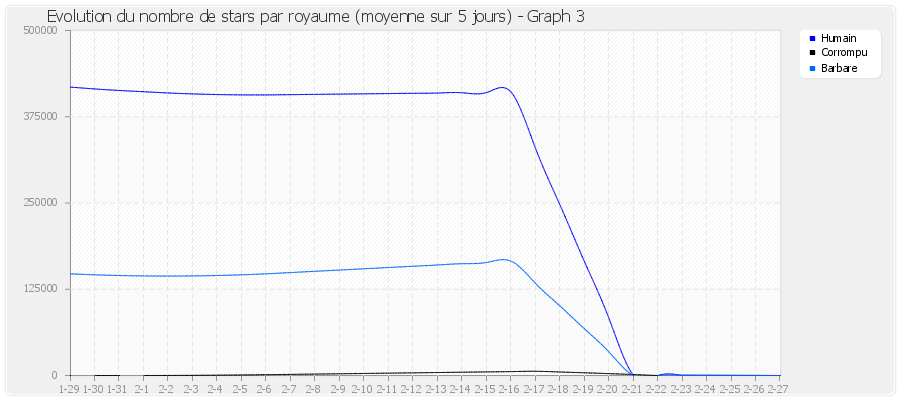 Evolution du nombre de stars par royaume (moyenne sur 5 jours) - Graph 3
500000
375000
250000
125000
0
Humain
Corrompu
Barbare
1-29 1-30 1-31 2-1 2-2 2-3 2-4 2-5 2-6 2-7 2-8 2-9 2-10 2-11 2-12 2-13 2-14 2-15 2-16 2-17 2-18 2-19 2-20 2-21 2-22 2-23 2-24 2-25 2-26 2-27